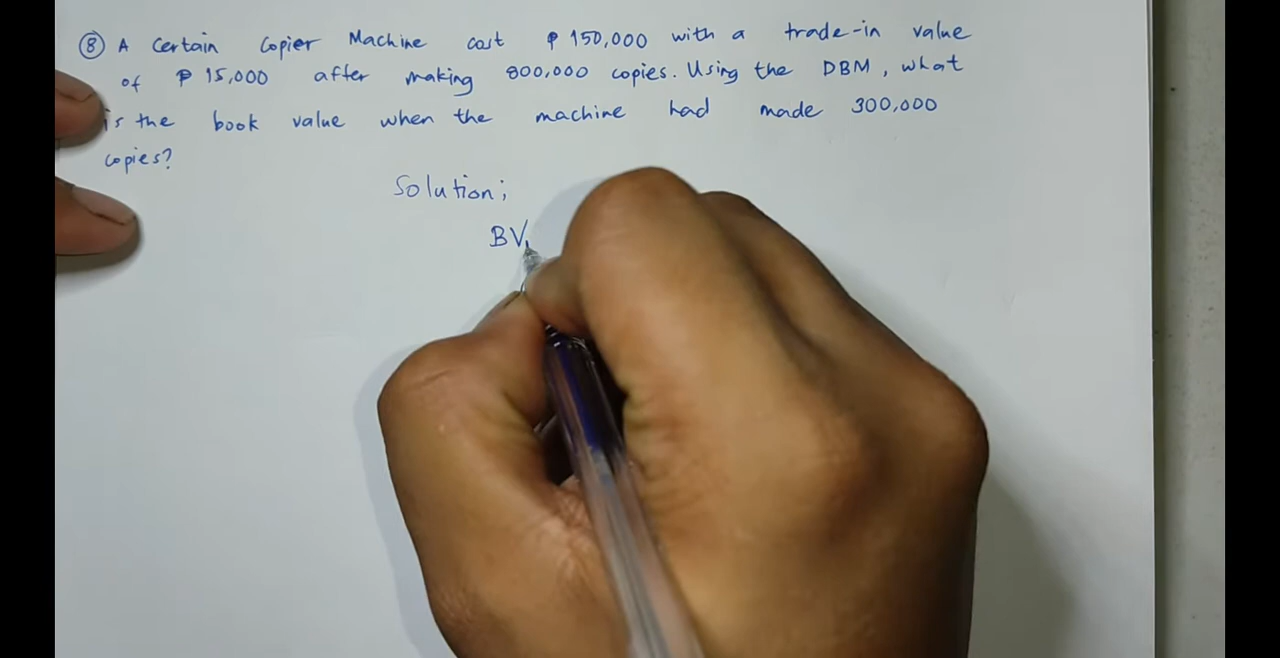 ⑧ A Certain Copier Machine cost ₱ 150,000 with a trade-in value
of ₱ 15,000 after making 800,000 copies. Using the DBM, what
is the book value when the machine had made 300,000
copies?
Solution;
BV